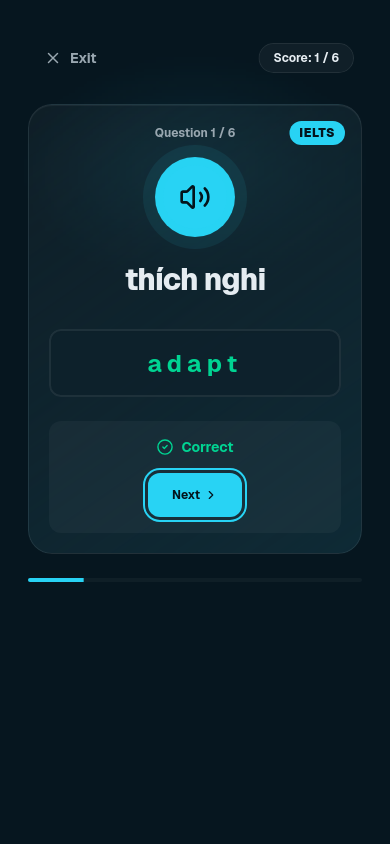 Exit
Score: 1 / 6
Question 1 / 6
IELTS
thích nghi
adapt
Correct
Next